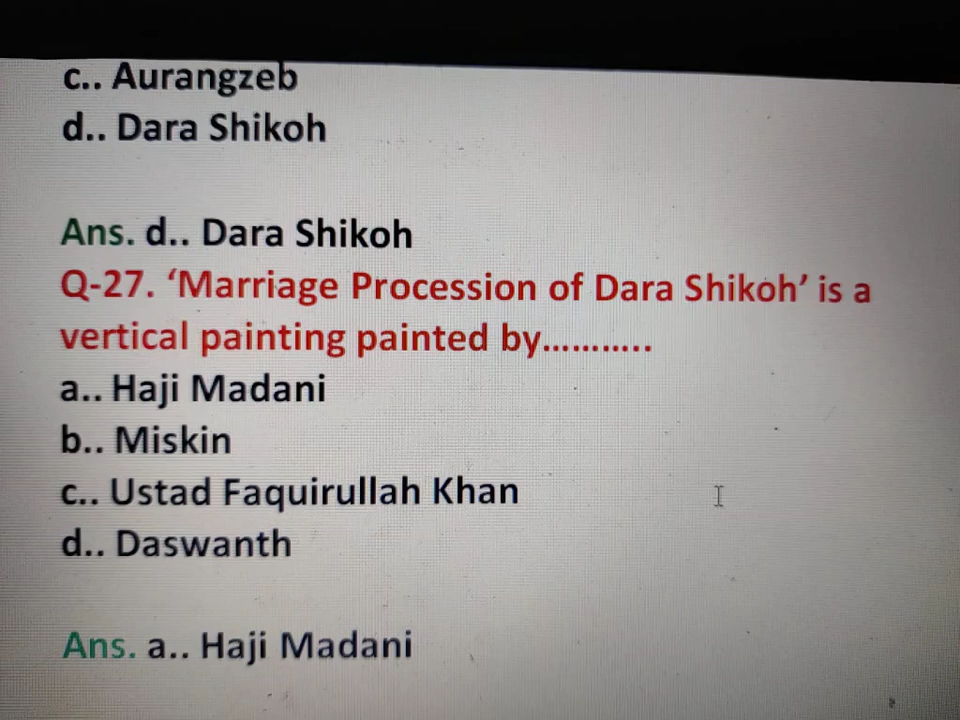 c.. Aurangzeb
d.. Dara Shikoh
Ans. d.. Dara Shikoh
Q-27. ‘Marriage Procession of Dara Shikoh’ is a
vertical painting painted by...........
a.. Haji Madani
b.. Miskin
c.. Ustad Faquirullah Khan
d.. Daswanth
Ans. a.. Haji Madani